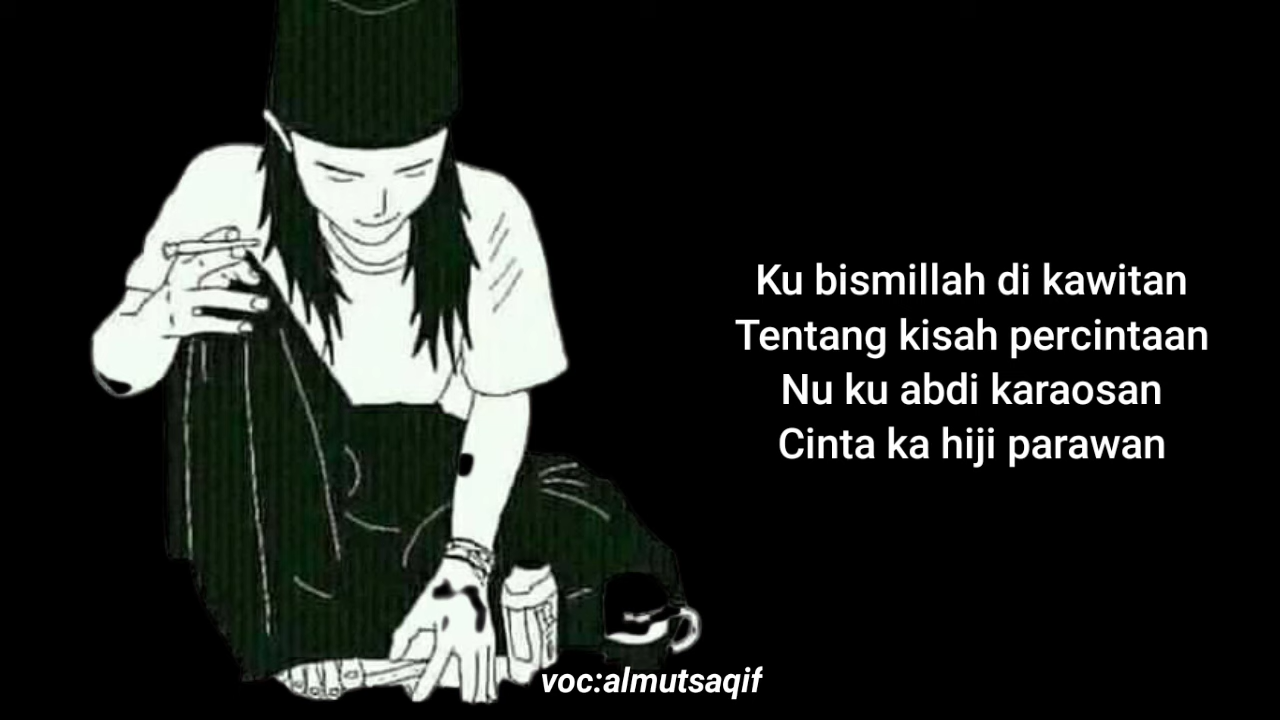 Ku bismillah di kawitan
Tentang kisah percintaan
Nu ku abdi karaosan
Cinta ka hiji parawan
voc:almutsaqif